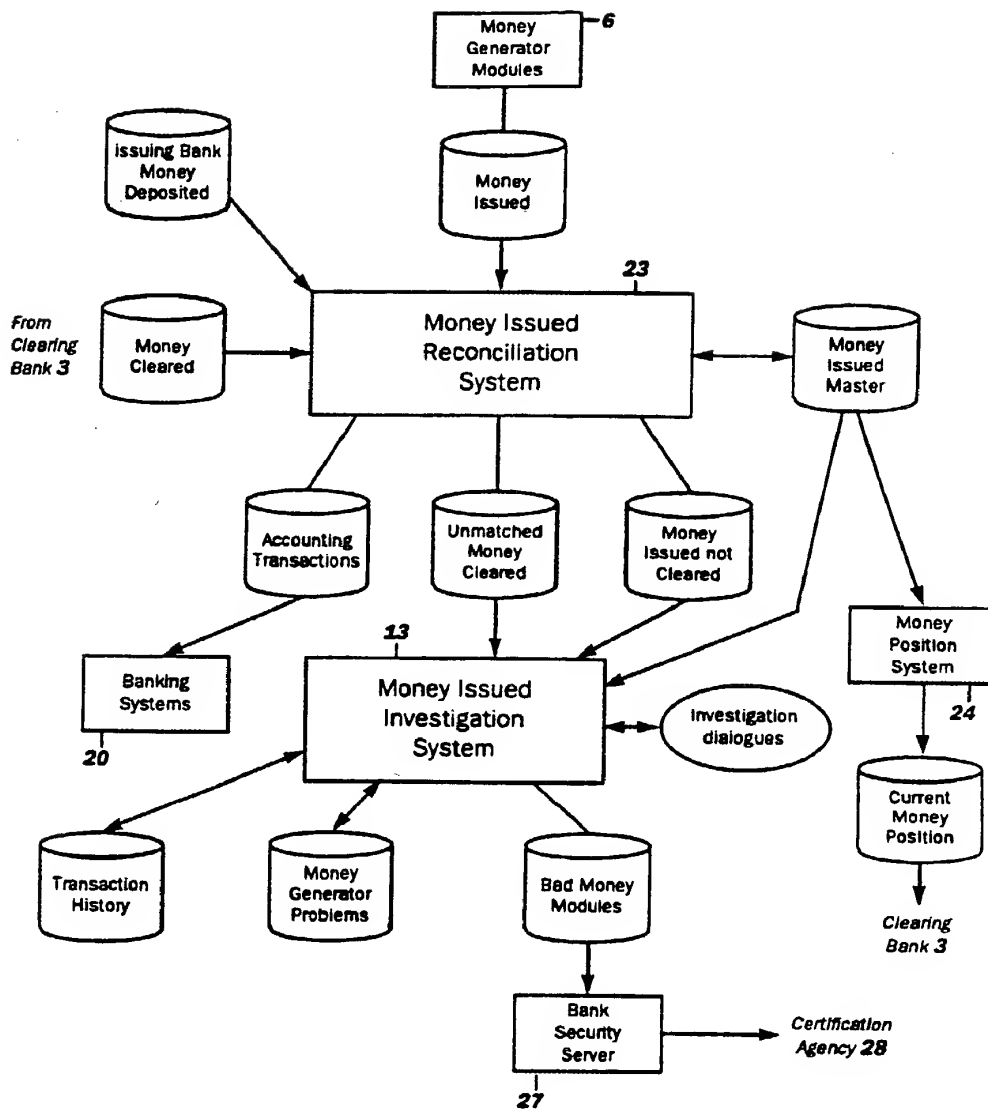 Money
Generator
Modules
6
Issuing Bank
Money
Deposited
Money
Issued
23
From
Clearing
Bank 3
Money
Cleared
Money Issued
Reconciliation
System
Money
Issued
Master
Accounting
Transactions
Unmatched
Money
Cleared
Money
Issued not
Cleared
13
Banking
Systems
20
Money Issued
Investigation
System
Investigation
dialogues
Money
Position
System
24
Transaction
History
Money
Generator
Problems
Bad Money
Modules
Current
Money
Position
Clearing
Bank 3
Bank
Security
Server
27
Certification
Agency 28